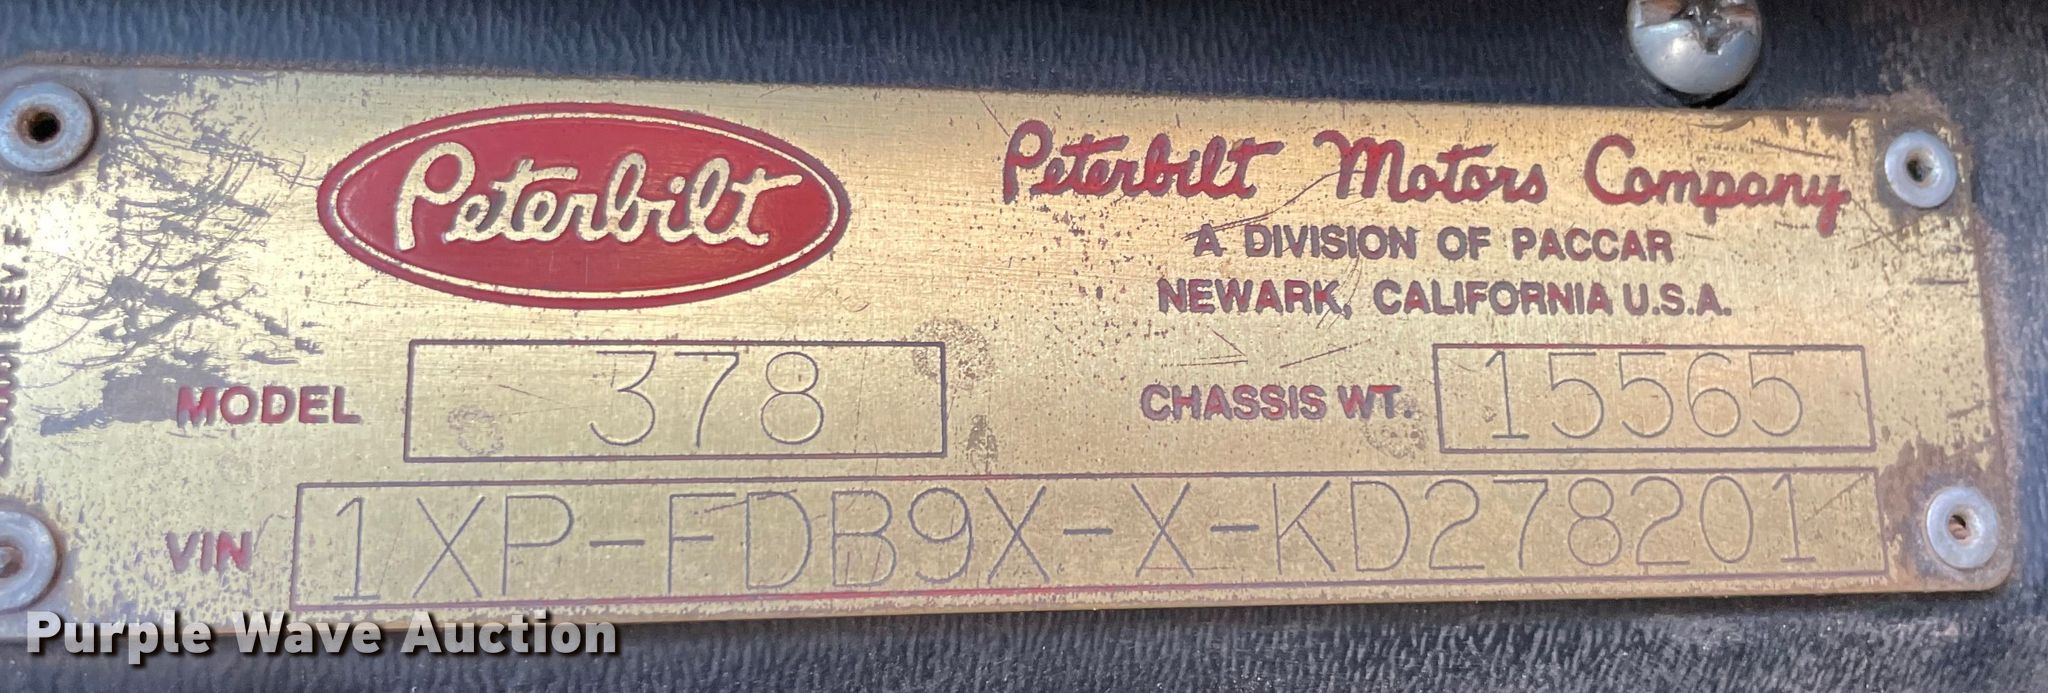 Peterbilt
Peterbilt Motors Company
A DIVISION OF PACCAR
NEWARK, CALIFORNIA U.S.A.
MODEL 378
CHASSIS WT. 15565
VIN 1XP-FDB9X-X-KD278201
REV. F
Purple Wave Auction